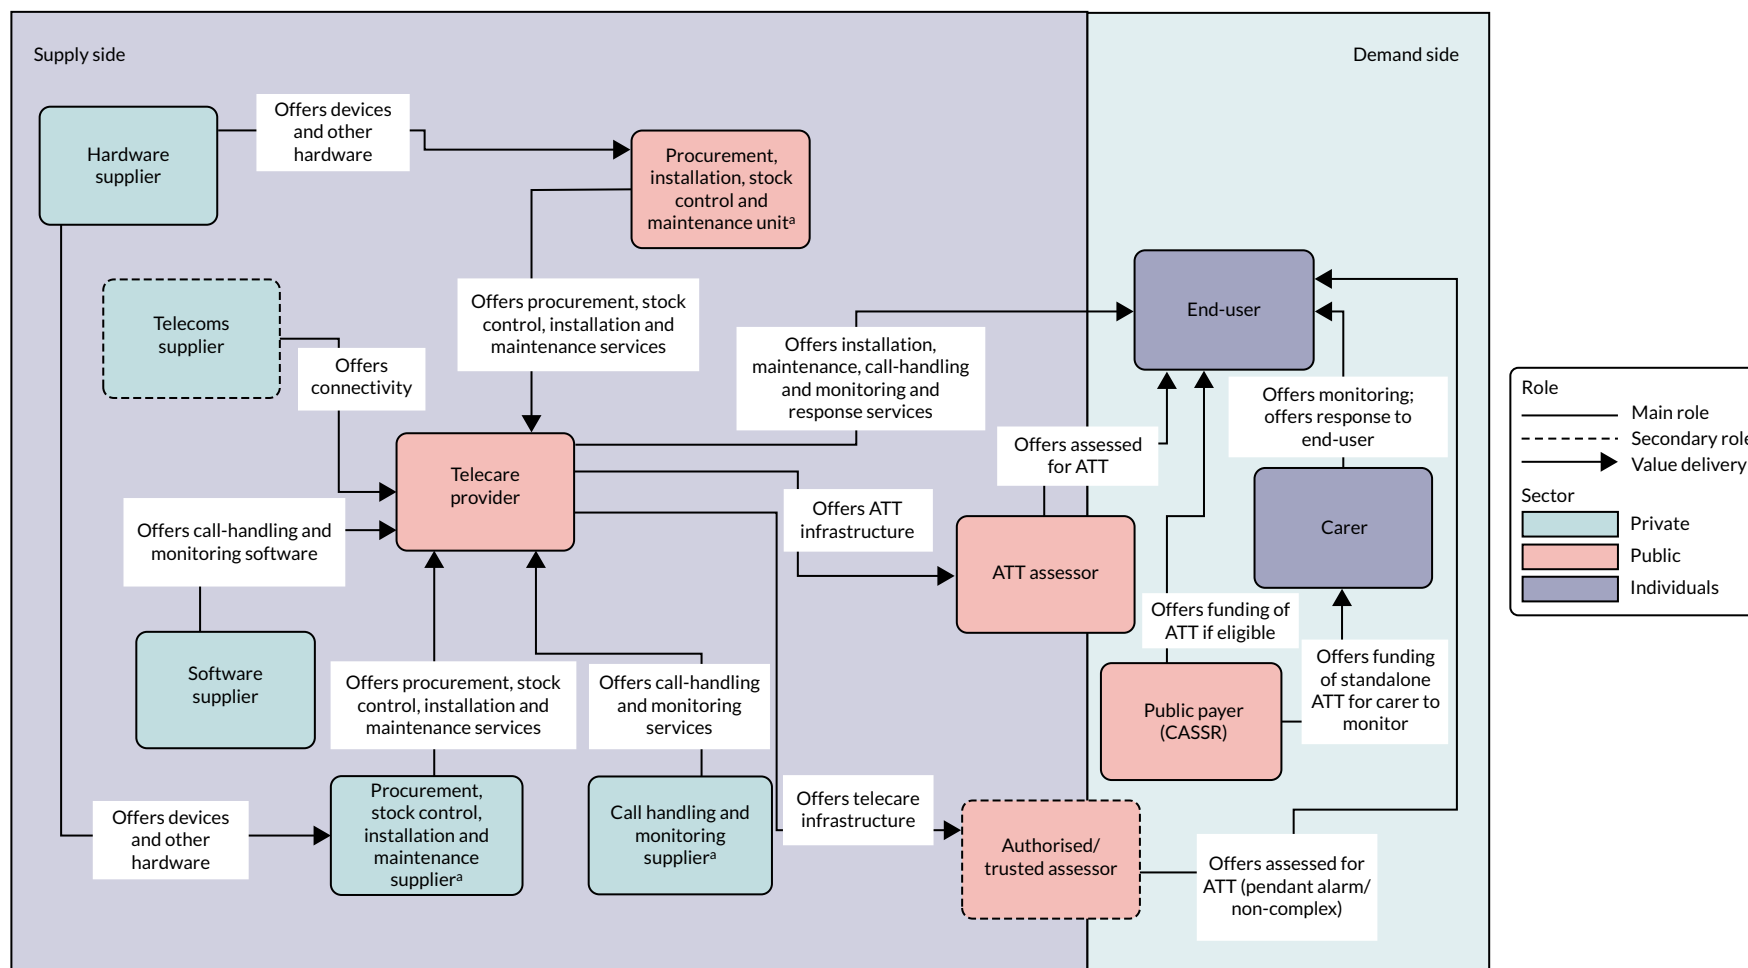 Supply side
Demand side
Hardware
supplier
Offers devices
and other
hardware
Procurement,
installation, stock
control and
maintenance unitᵃ
Telecoms
supplier
Offers
connectivity
Offers procurement, stock
control, installation and
maintenance services
Offers installation,
maintenance, call-handling
and monitoring and
response services
End-user
Offers monitoring;
offers response to
end-user
Telecare
provider
Offers assessed
for ATT
Offers ATT
infrastructure
Offers call-handling and
monitoring software
ATT assessor
Carer
Offers funding of
ATT if eligible
Software
supplier
Offers procurement, stock
control, installation and
maintenance services
Offers call-handling
and monitoring
services
Public payer
(CASSR)
Offers funding
of standalone
ATT for carer to
monitor
Offers devices
and other
hardware
Procurement,
stock control,
installation and
maintenance
supplierᵃ
Call handling and
monitoring
supplierᵃ
Offers telecare
infrastructure
Authorised/
trusted assessor
Offers assessed for
ATT (pendant alarm/
non-complex)
Role
Main role
Secondary role
Value delivery
Sector
Private
Public
Individuals